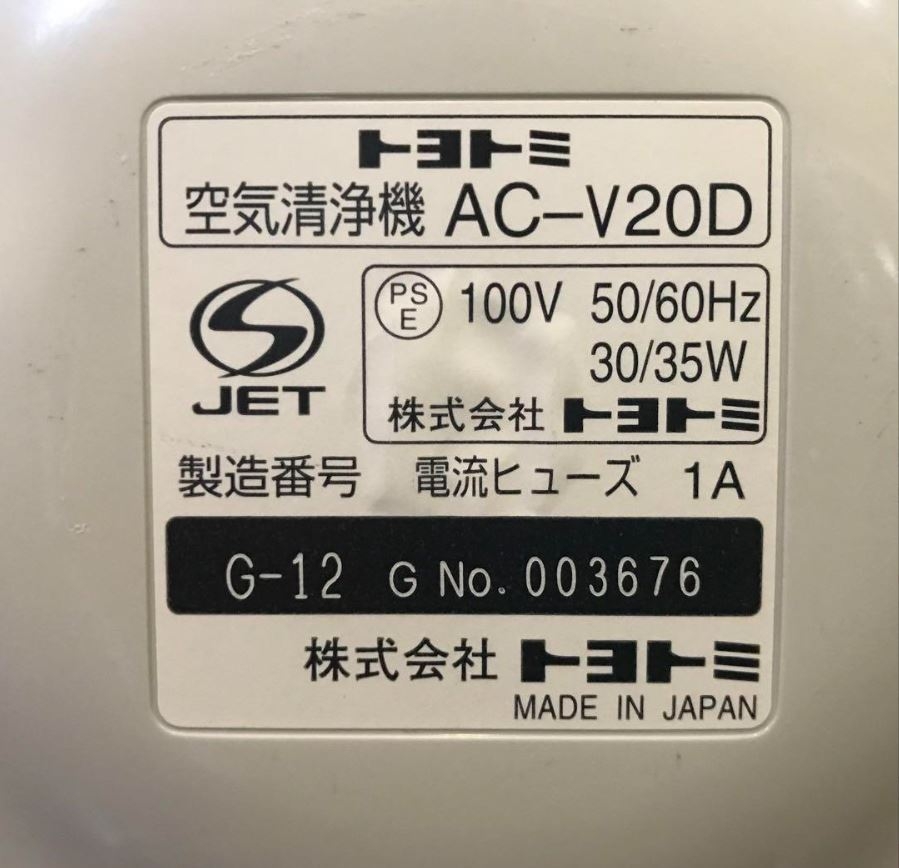 トヨトミ
空気清浄機 AC-V20D
PS E 100V 50/60Hz
30/35W
株式会社 トヨトミ
S JET
製造番号 電流ヒューズ 1A
G-12 G No. 003676
株式会社 トヨトミ
MADE IN JAPAN